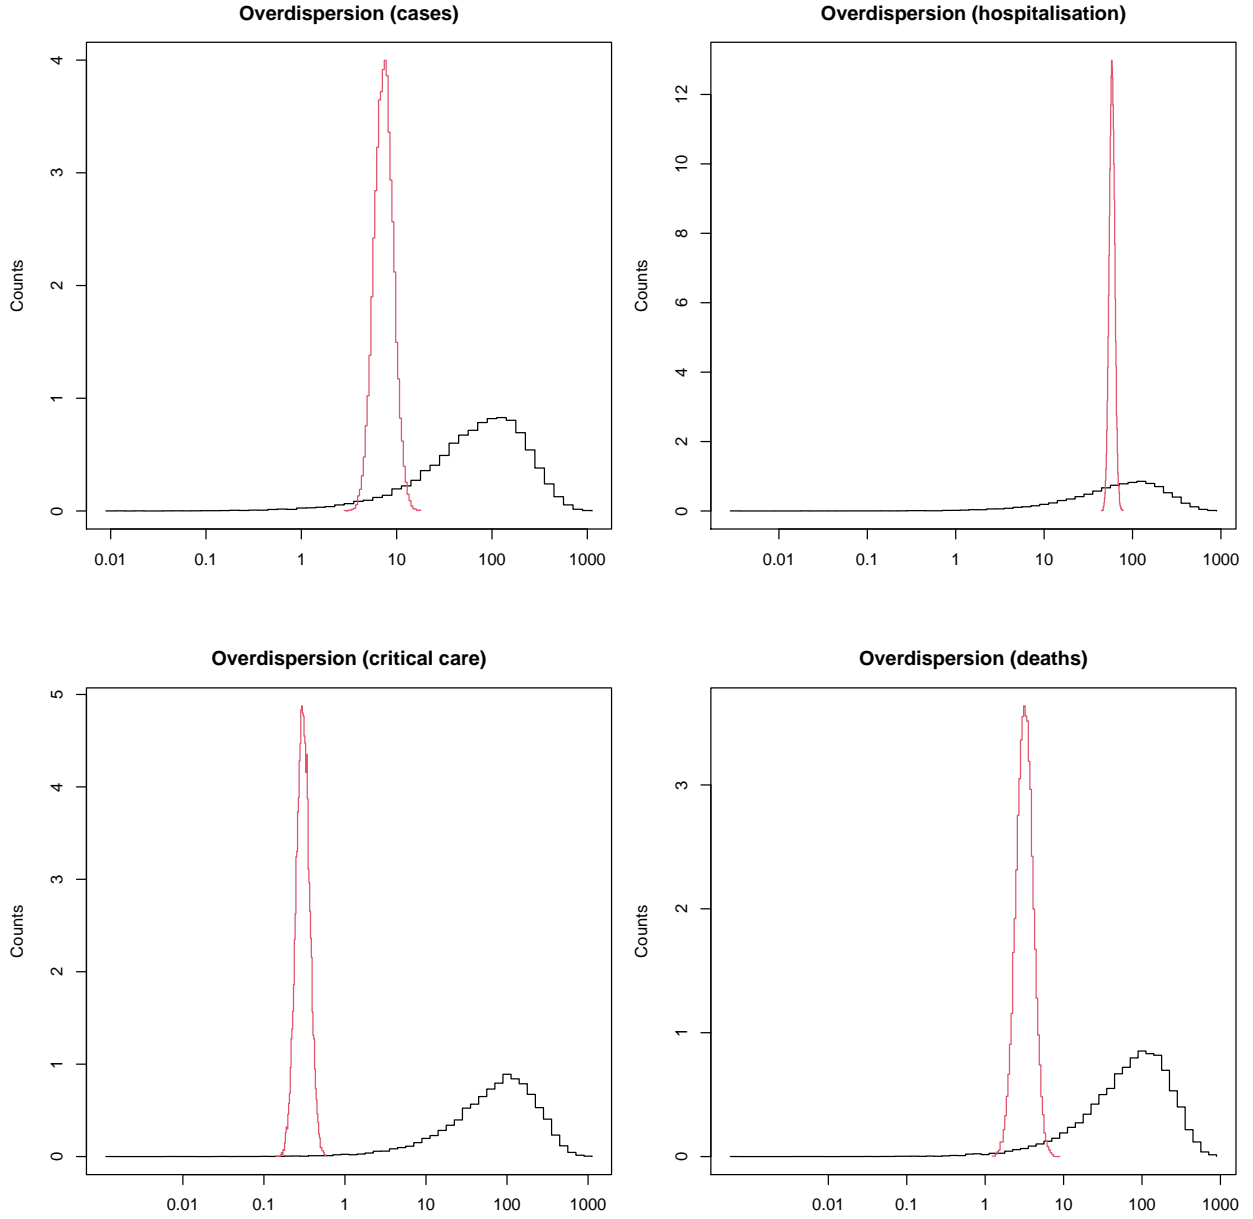 Overdispersion (cases)
Counts
0
1
2
3
4
0.01 0.1 1 10 100 1000
Overdispersion (hospitalisation)
Counts
0
2
4
6
8
10
12
0.01 0.1 1 10 100 1000
Overdispersion (critical care)
Counts
0
1
2
3
4
5
0.01 0.1 1 10 100 1000
Overdispersion (deaths)
Counts
0
1
2
3
0.01 0.1 1 10 100 1000